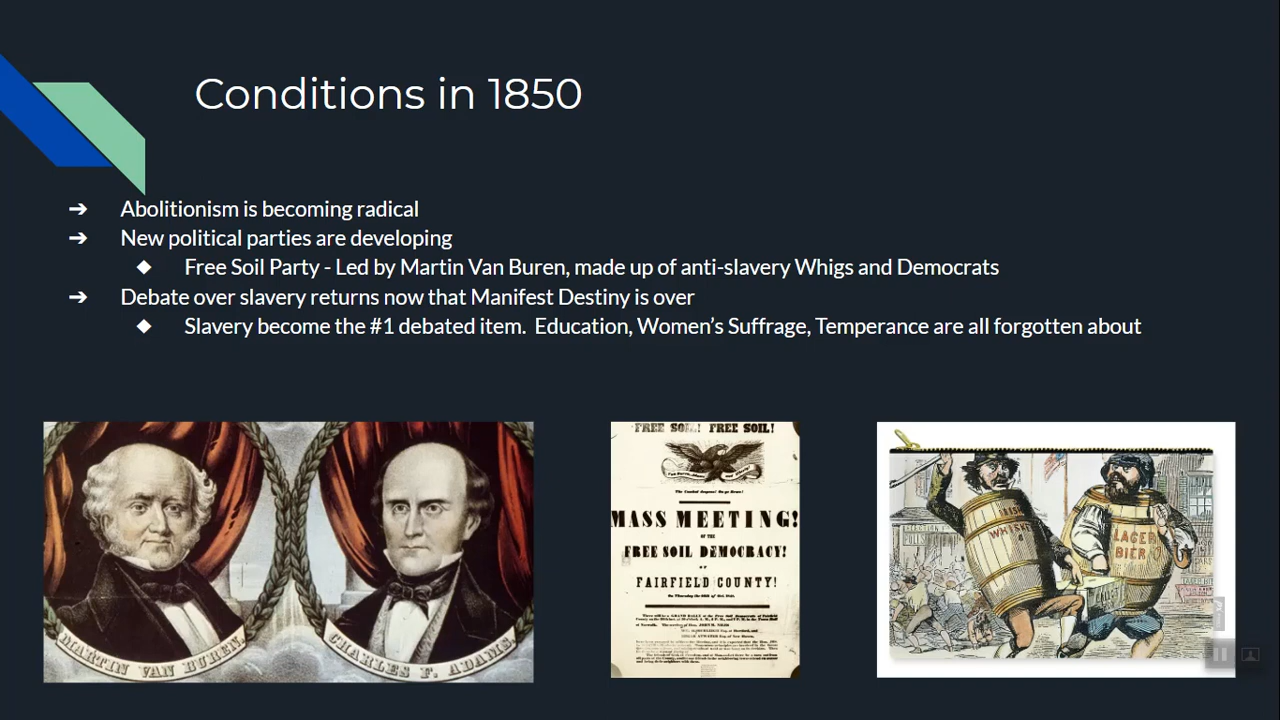 Conditions in 1850
➔ Abolitionism is becoming radical
➔ New political parties are developing
◆ Free Soil Party - Led by Martin Van Buren, made up of anti-slavery Whigs and Democrats
➔ Debate over slavery returns now that Manifest Destiny is over
◆ Slavery become the #1 debated item. Education, Women's Suffrage, Temperance are all forgotten about
MARTIN VAN BUREN.
CHARLES F. ADAMS.
FREE SOIL! FREE SOIL!
MASS MEETING!
OF THE
FREE SOIL DEMOCRACY!
OF
FAIRFIELD COUNTY!
IRISH
WHISKEY
LAGER
BIER